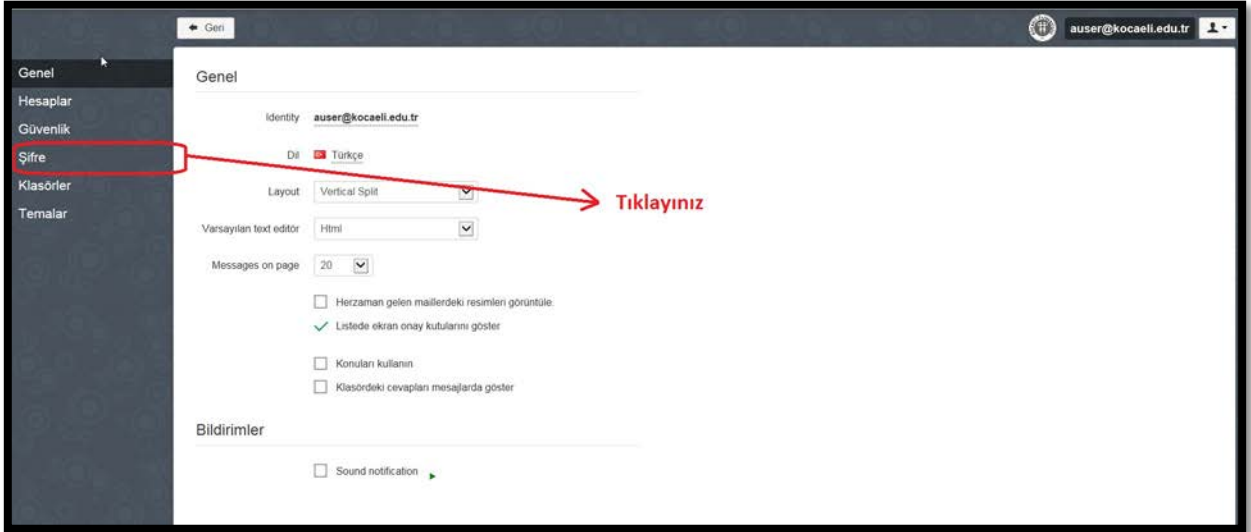 Geri
auser@kocaeli.edu.tr
Genel
Hesaplar
Güvenlik
Şifre
Klasörler
Temalar
Genel
Identity auser@kocaeli.edu.tr
Dil Türkçe
Layout Vertical Split
Tıklayınız
Varsayılan text editör Html
Messages on page 20
Herzaman gelen maillerdeki resimleri görüntüle.
Listede ekran onay kutularını göster
Konuları kullanın
Klasördeki cevapları mesajlarda göster
Bildirimler
Sound notification